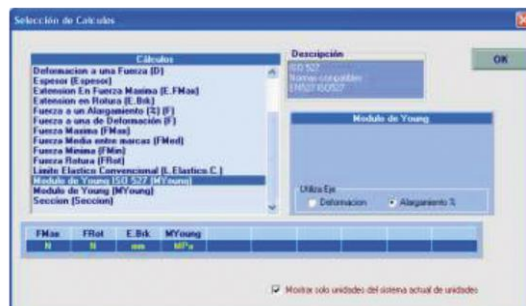 Selección de Calculos
Cálculos
Deformacion a una Fuerza (D)
Espesor (Espesor)
Extension En Fuerza Maxima (E.FMax)
Extension en Rotura (E.Brk)
Fuerza a un Alargamiento (%) (F)
Fuerza a una de Deformación (F)
Fuerza Maxima (FMax)
Fuerza Media entre marcas (FMed)
Fuerza Minima (FMin)
Fuerza Rotura (FRot)
Limite Elastico Convencional (L.Elastico C.)
Modulo de Young ISO 527 (MYoung)
Modulo de Young (MYoung)
Seccion (Seccion)
Descripción
ISO 527
Normas compatibles
EN527 ISO527
OK
Modulo de Young
Utiliza Eje
Deformacion
Alargamiento %
FMax FRot E.Brk MYoung
N N mm MPa
Mostrar solo unidades del sistema actual de unidades